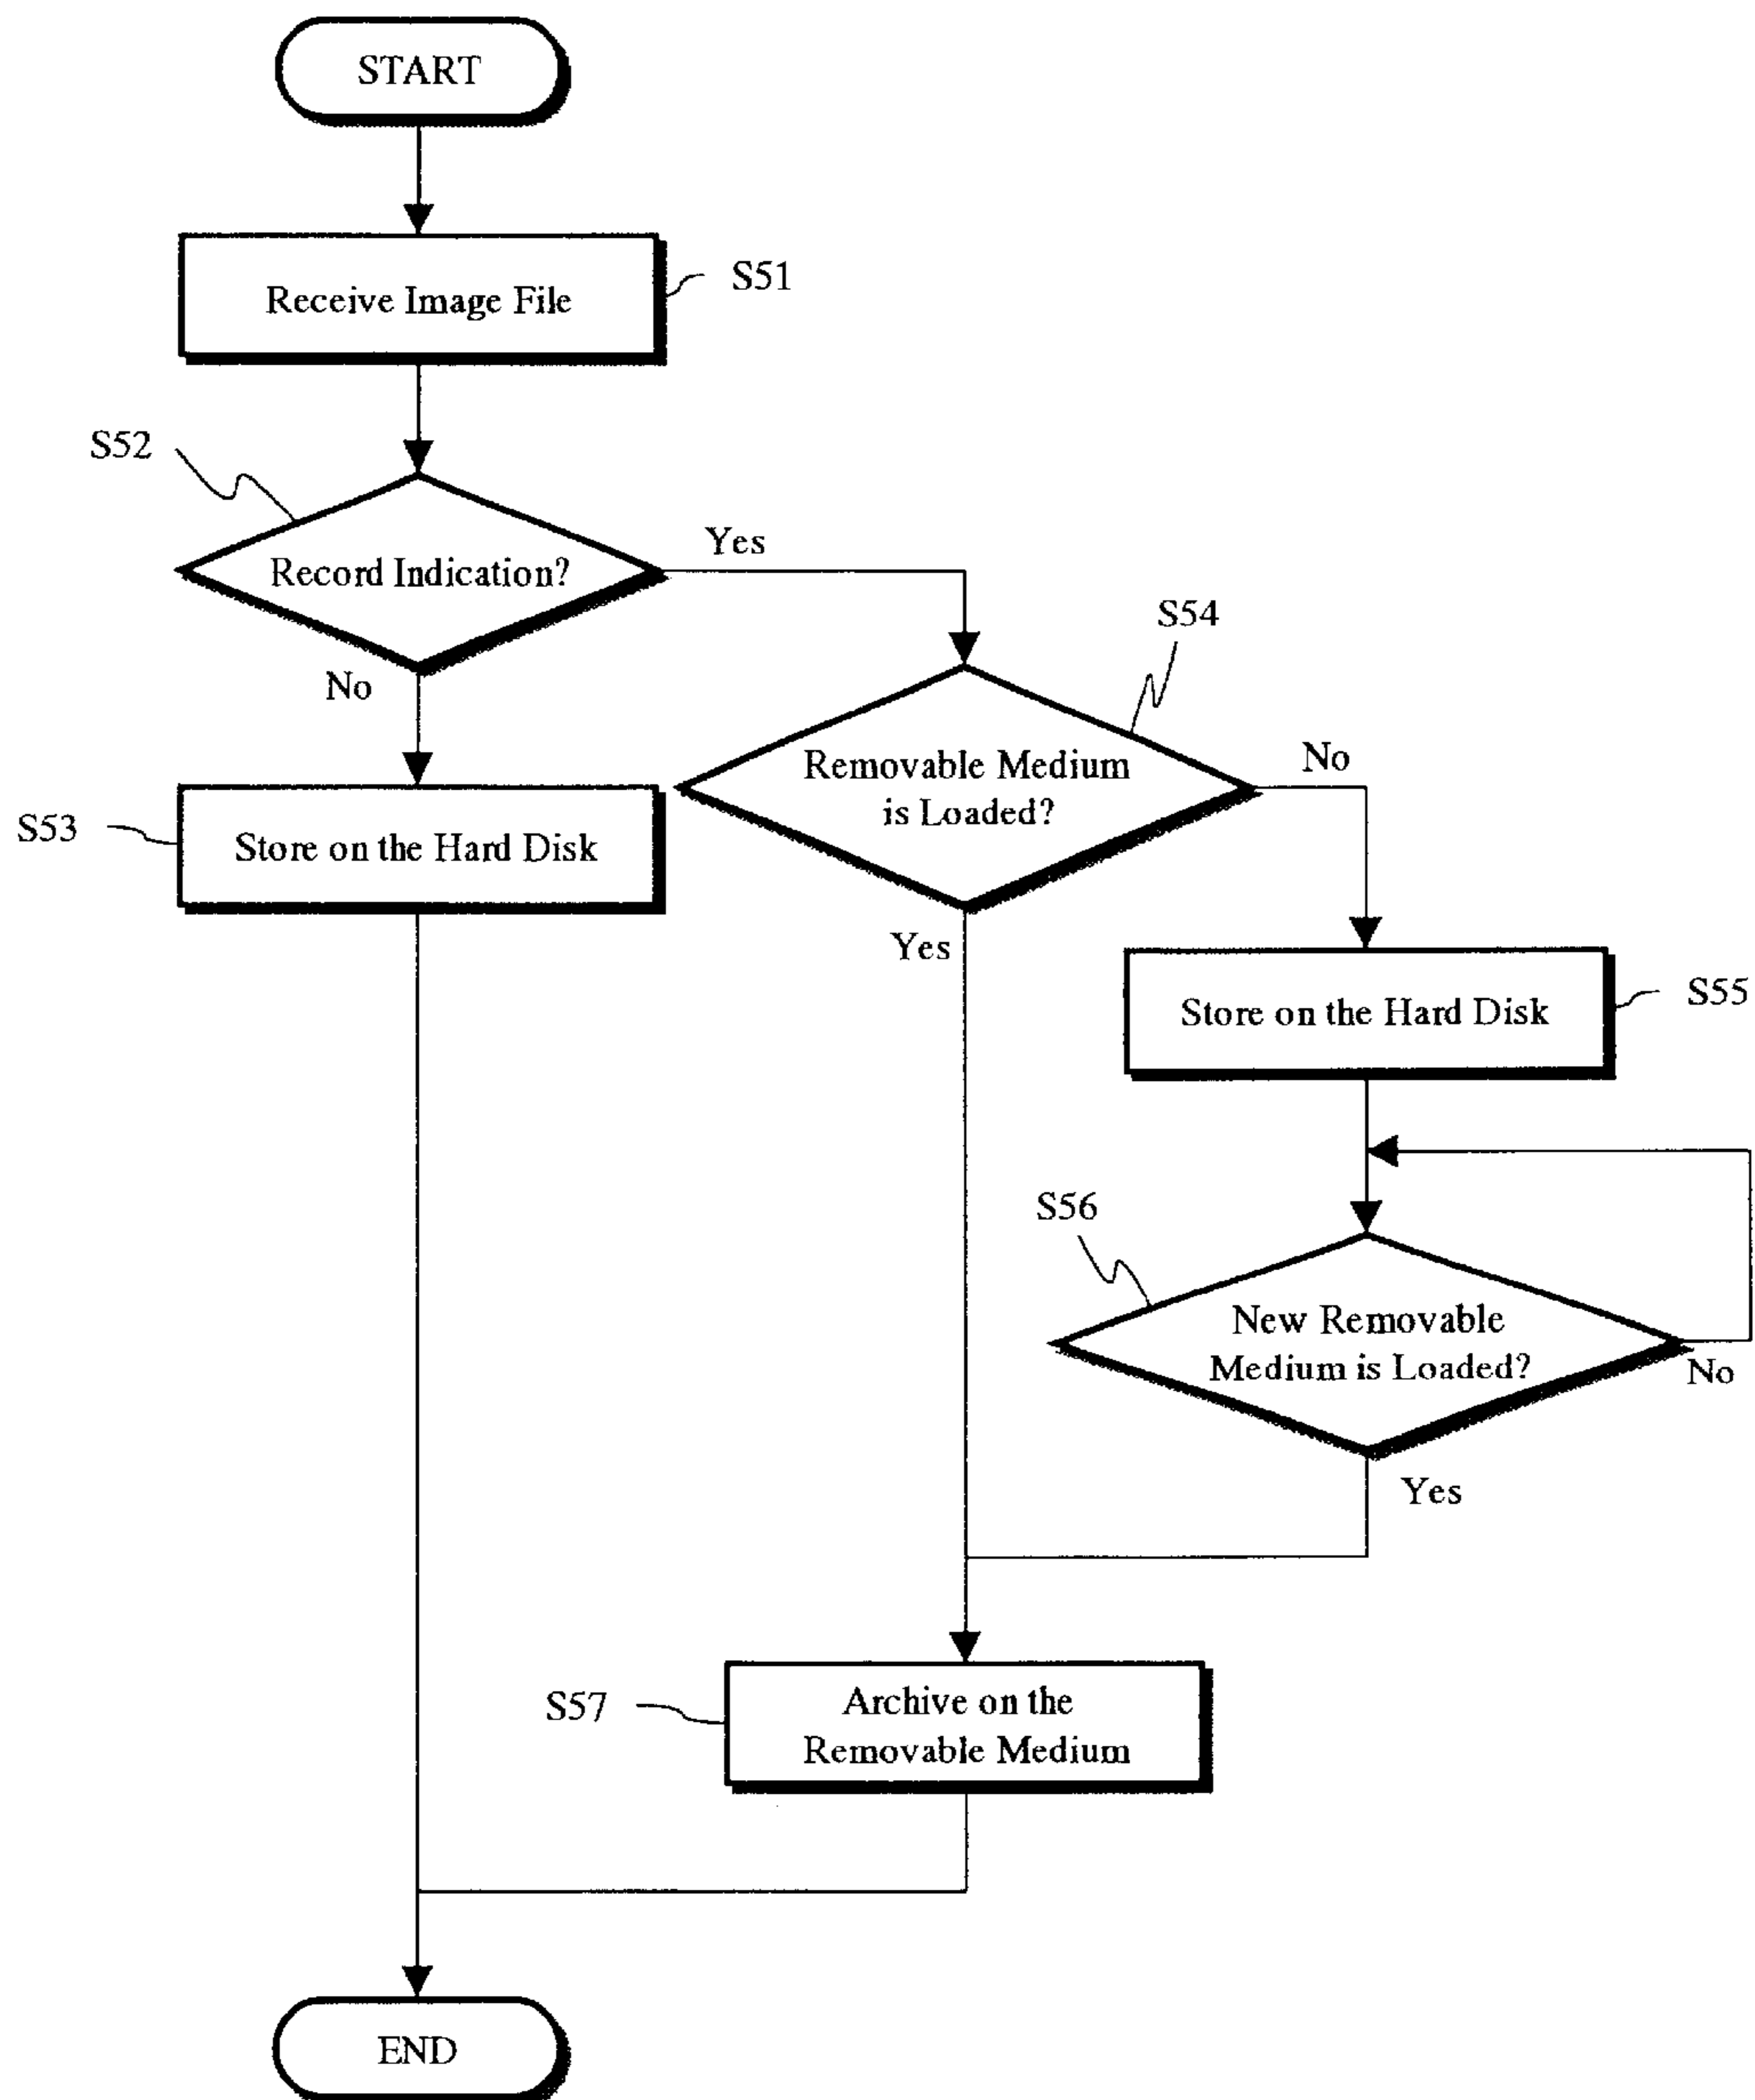 START
Receive Image File
S51
S52
Record Indication?
Yes
No
S54
Removable Medium
is Loaded?
No
Yes
S53
Store on the Hard Disk
Store on the Hard Disk
S55
S56
New Removable
Medium is Loaded?
No
Yes
S57
Archive on the
Removable Medium
END